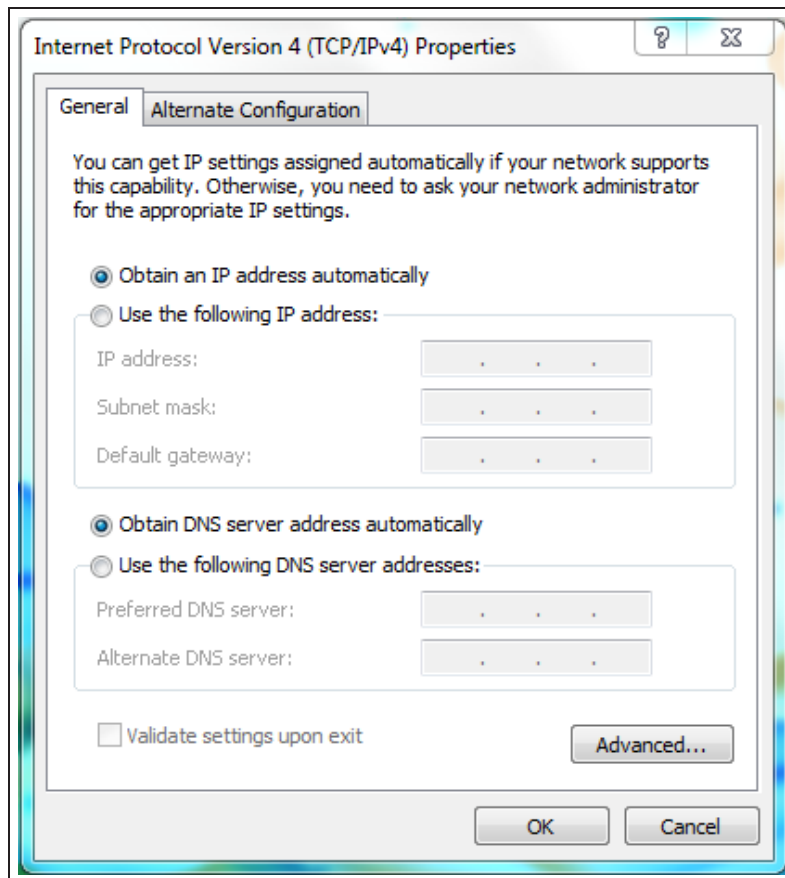 Internet Protocol Version 4 (TCP/IPv4) Properties
?
General
Alternate Configuration
You can get IP settings assigned automatically if your network supports
this capability. Otherwise, you need to ask your network administrator
for the appropriate IP settings.
Obtain an IP address automatically
Use the following IP address:
IP address:
. . .
Subnet mask:
. . .
Default gateway:
. . .
Obtain DNS server address automatically
Use the following DNS server addresses:
Preferred DNS server:
. . .
Alternate DNS server:
. . .
Validate settings upon exit
Advanced...
OK
Cancel